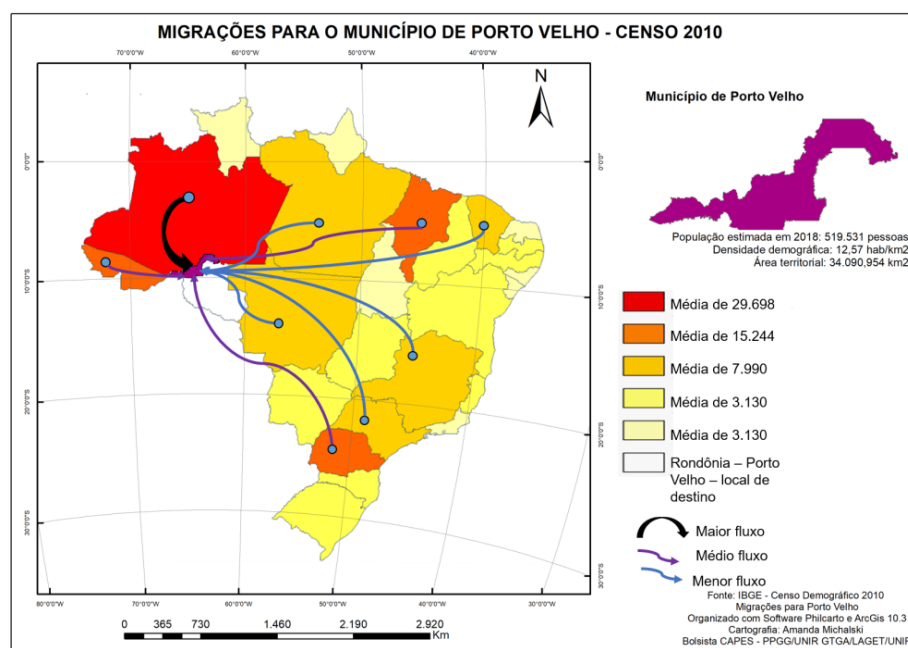 MIGRAÇÕES PARA O MUNICÍPIO DE PORTO VELHO - CENSO 2010
70°0'0"W
60°0'0"W
50°0'0"W
40°0'0"W
N
0°0'0"
0°0'0"
10°0'0"S
10°0'0"S
20°0'0"S
20°0'0"S
30°0'0"S
30°0'0"S
80°0'0"W
70°0'0"W
60°0'0"W
50°0'0"W
40°0'0"W
30°0'0"W
0 365 730 1.460 2.190 2.920
Km
Município de Porto Velho
População estimada em 2018: 519.531 pessoas
Densidade demográfica: 12,57 hab/km2
Área territorial: 34.090,954 km2
Média de 29.698
Média de 15.244
Média de 7.990
Média de 3.130
Média de 3.130
Rondônia – Porto
Velho – local de
destino
Maior fluxo
Médio fluxo
Menor fluxo
Fonte: IBGE - Censo Demográfico 2010
Migrações para Porto Velho
Organizado com Software Philcarto e ArcGis 10.3
Cartografia: Amanda Michalski
Bolsista CAPES - PPGG/UNIR GTGA/LAGET/UNIR